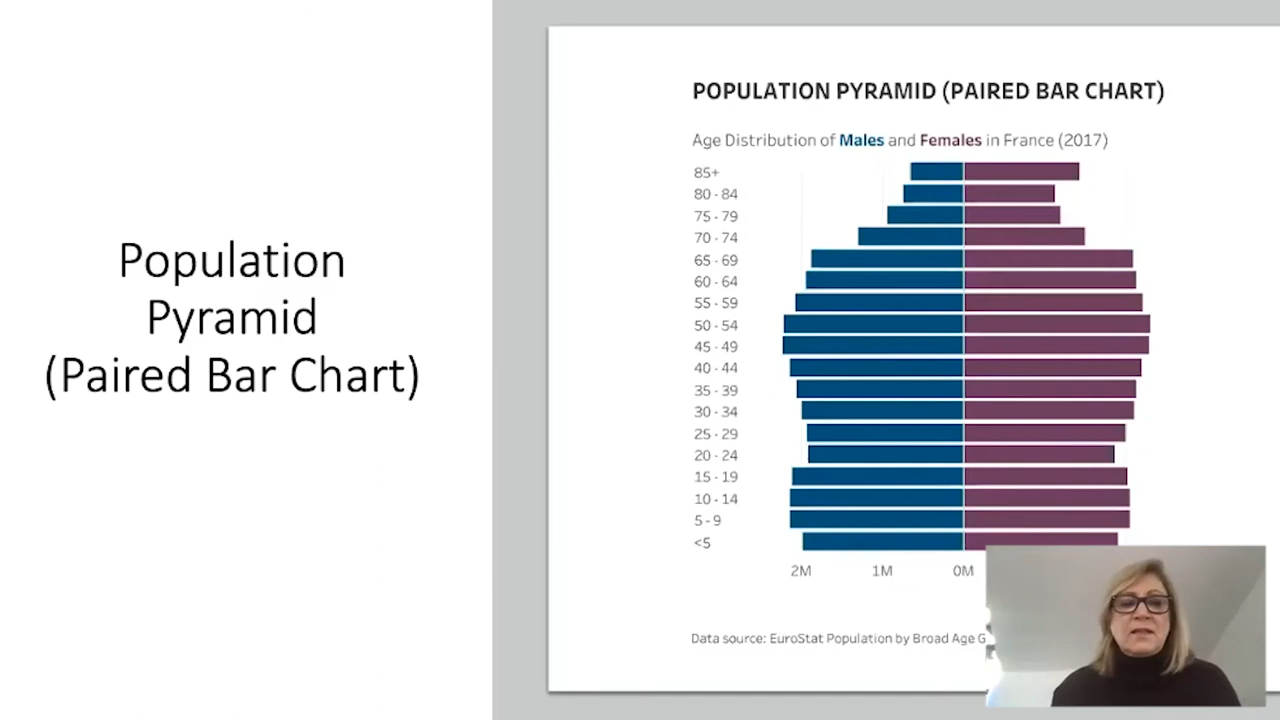 Population
Pyramid
(Paired Bar Chart)
POPULATION PYRAMID (PAIRED BAR CHART)
Age Distribution of Males and Females in France (2017)
85+
80 - 84
75 - 79
70 - 74
65 - 69
60 - 64
55 - 59
50 - 54
45 - 49
40 - 44
35 - 39
30 - 34
25 - 29
20 - 24
15 - 19
10 - 14
5 - 9
<5
2M 1M 0M
Data source: EuroStat Population by Broad Age G